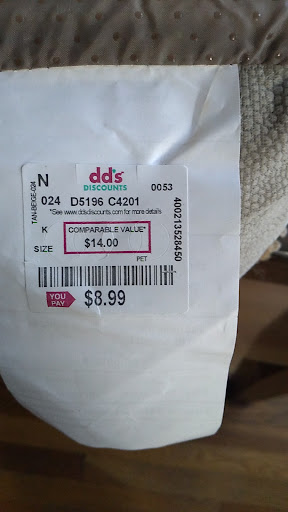 TAN-BEIGE-024
N
dd's
DISCOUNTS
0053
024 D5196 C4201
*See www.ddsdiscounts.com for more details
K
COMPARABLE VALUE*
SIZE
$14.00
PET
400213528450
YOU PAY
$8.99